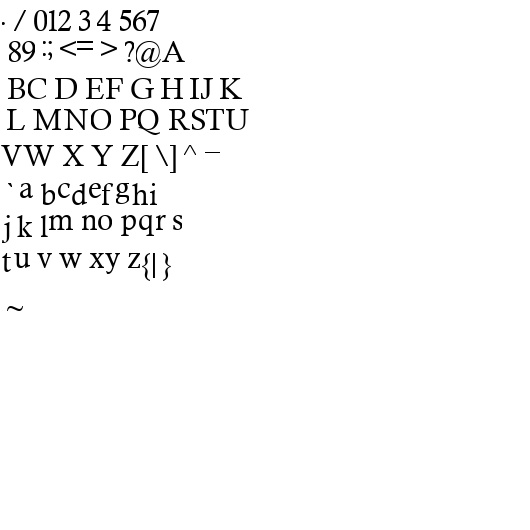 . / 012 3 4 567
89 : ; < = > ? @ A
BC D EF G H IJ K
L MNO PQ RSTU
VW X Y Z[ \ ] ^ _
` a bcdefghi
j k lm no pqr s
tu v w xy z{| }
~